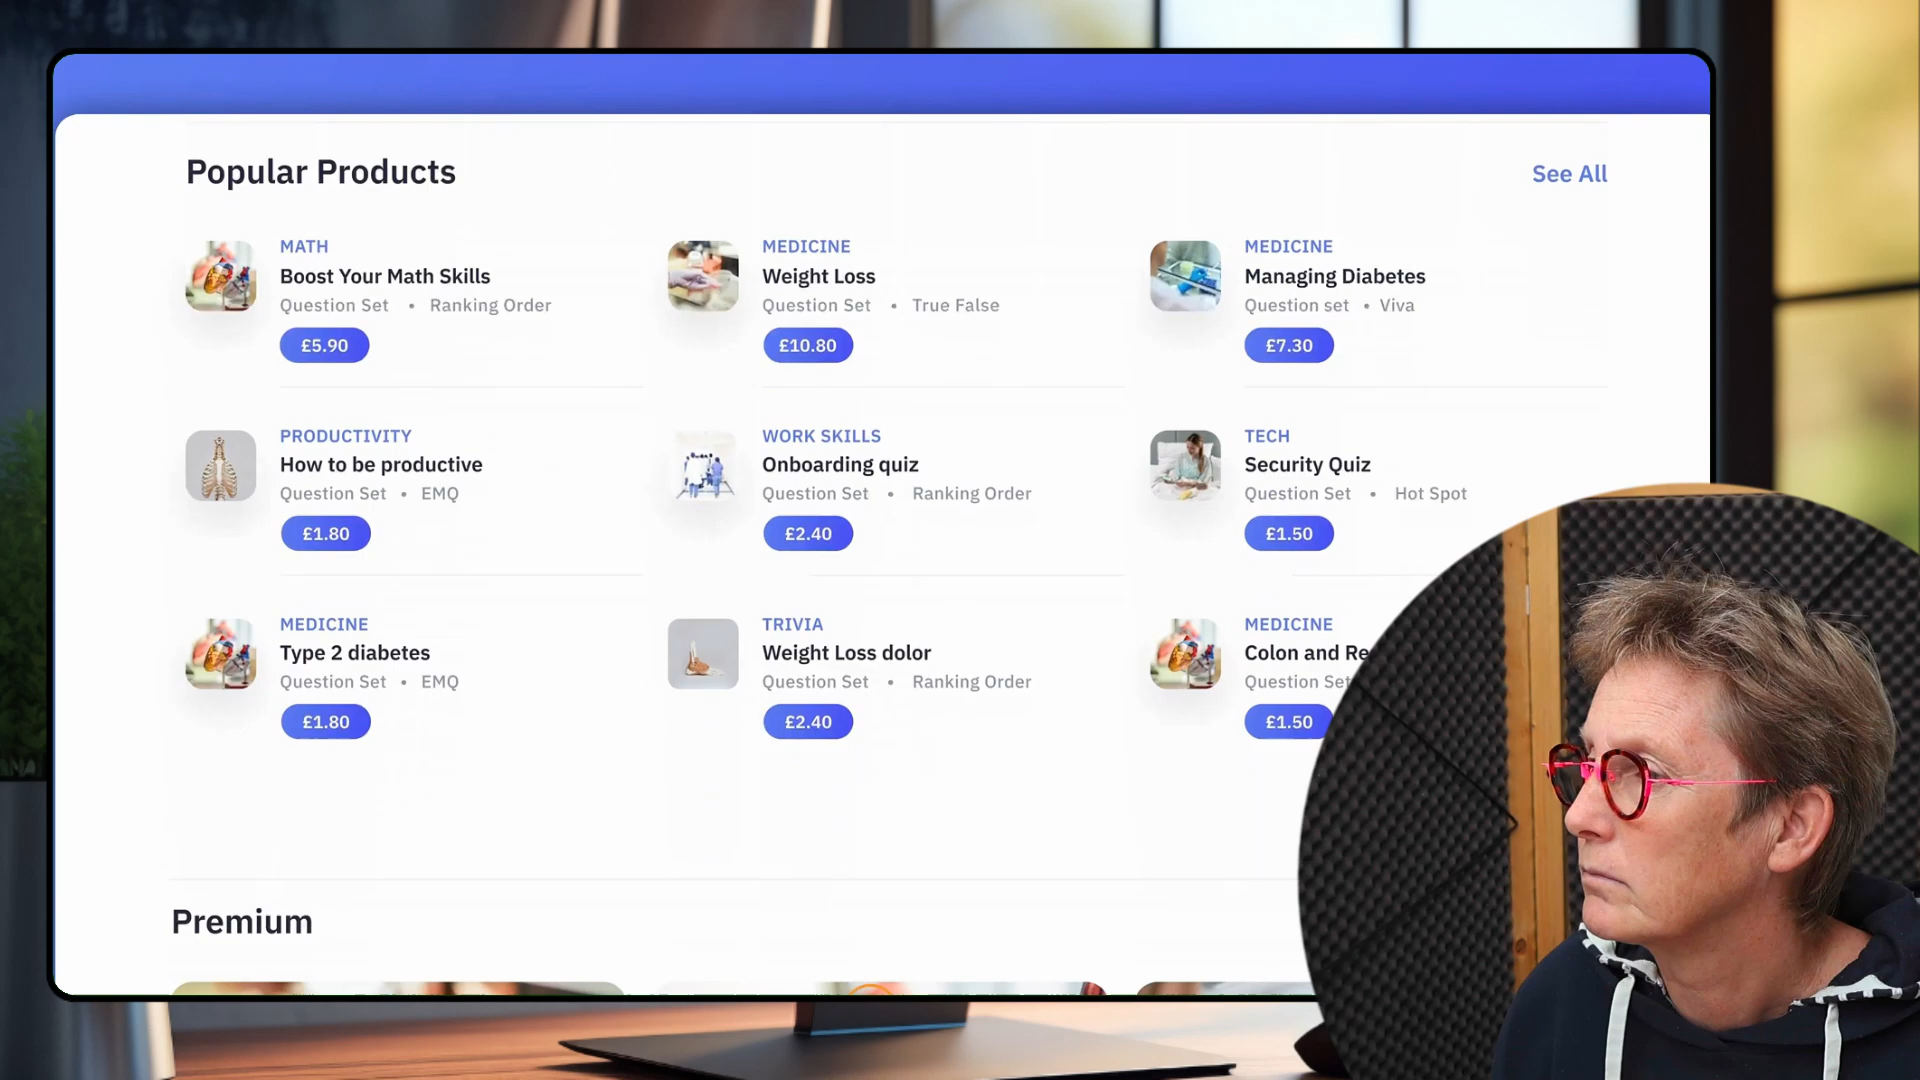 Popular Products
See All
MATH
Boost Your Math Skills
Question Set • Ranking Order
£5.90
MEDICINE
Weight Loss
Question Set • True False
£10.80
MEDICINE
Managing Diabetes
Question set • Viva
£7.30
PRODUCTIVITY
How to be productive
Question Set • EMQ
£1.80
WORK SKILLS
Onboarding quiz
Question Set • Ranking Order
£2.40
TECH
Security Quiz
Question Set • Hot Spot
£1.50
MEDICINE
Type 2 diabetes
Question Set • EMQ
£1.80
TRIVIA
Weight Loss dolor
Question Set • Ranking Order
£2.40
MEDICINE
Colon and Re
Question Set
£1.50
Premium